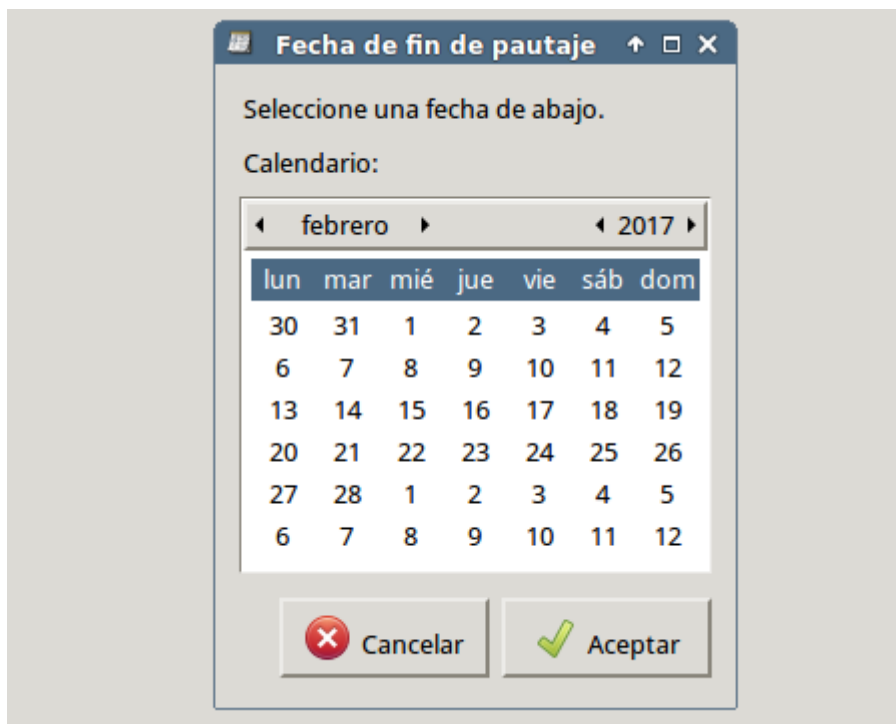 Fecha de fin de pautaje
Seleccione una fecha de abajo.
Calendario:
febrero 2017
lun mar mié jue vie sáb dom
30 31 1 2 3 4 5
6 7 8 9 10 11 12
13 14 15 16 17 18 19
20 21 22 23 24 25 26
27 28 1 2 3 4 5
6 7 8 9 10 11 12
Cancelar Aceptar